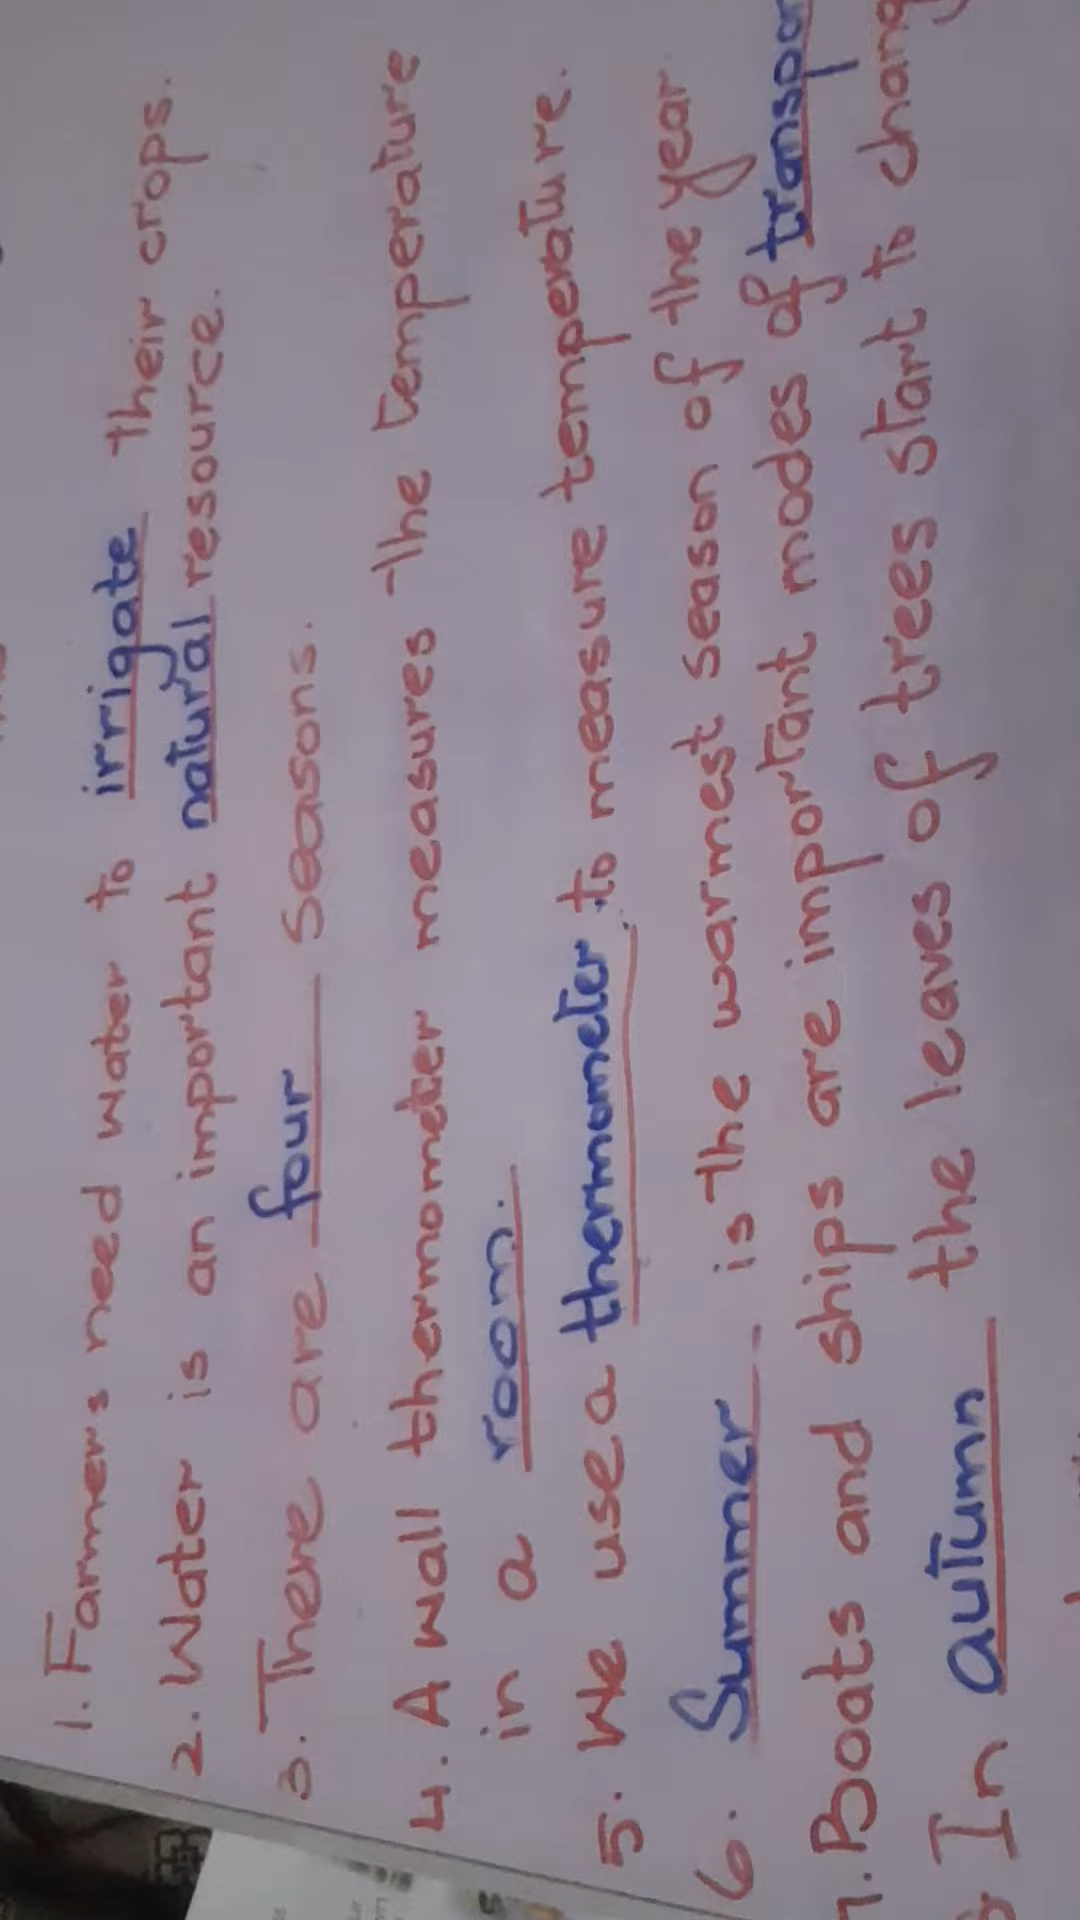 1. Farmers need water to irrigate their crops.
2. Water is an important natural resource.
3. There are four seasons.
4. A wall thermometer measures the temperature
in a room.
5. We use a thermometer to measure temperature.
6. Summer is the warmest season of the year.
7. Boats and ships are important modes of transpor
In autumn the leaves of trees start to chang